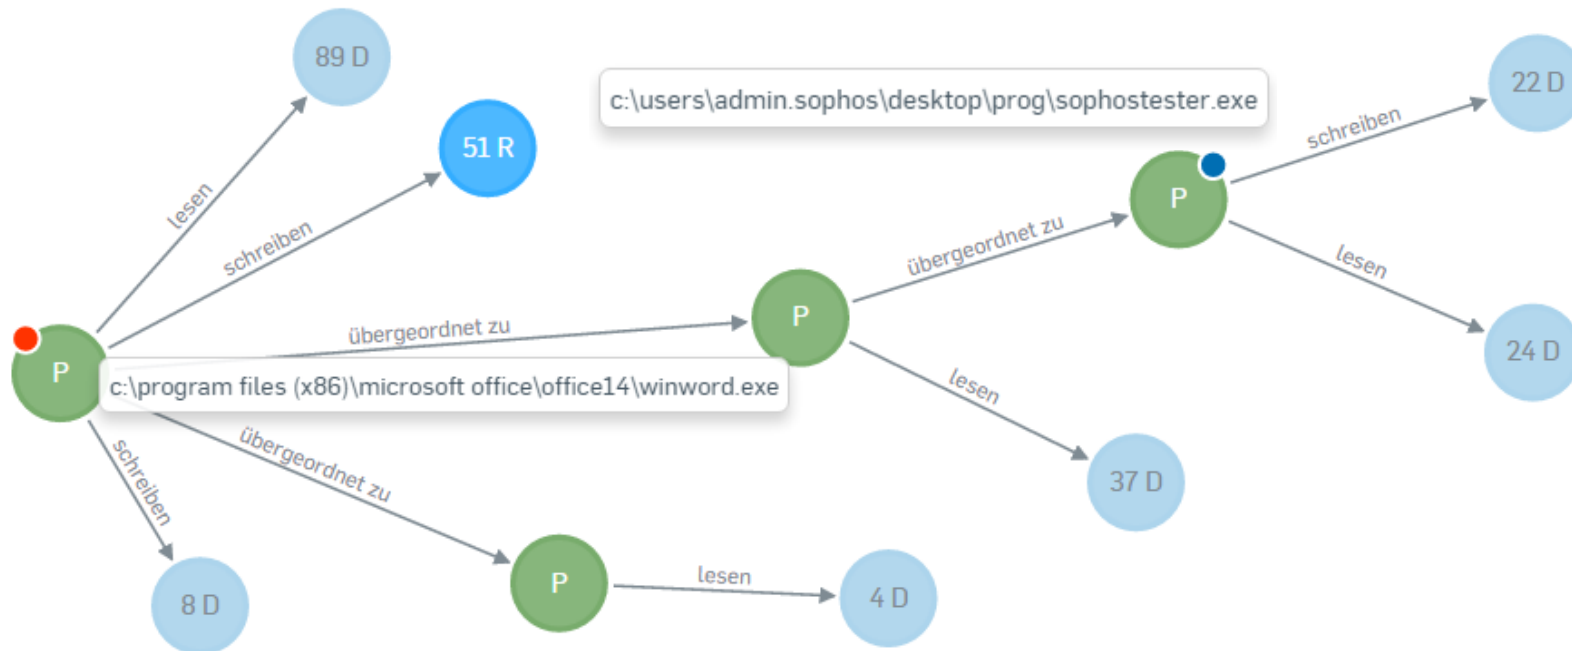 89 D
c:\users\admin.sophos\desktop\prog\sophostester.exe
22 D
51 R
schreiben
lesen
P
schreiben
übergeordnet zu
lesen
P
übergeordnet zu
24 D
P
c:\program files (x86)\microsoft office\office14\winword.exe
lesen
schreiben
übergeordnet zu
37 D
P
lesen
4 D
8 D